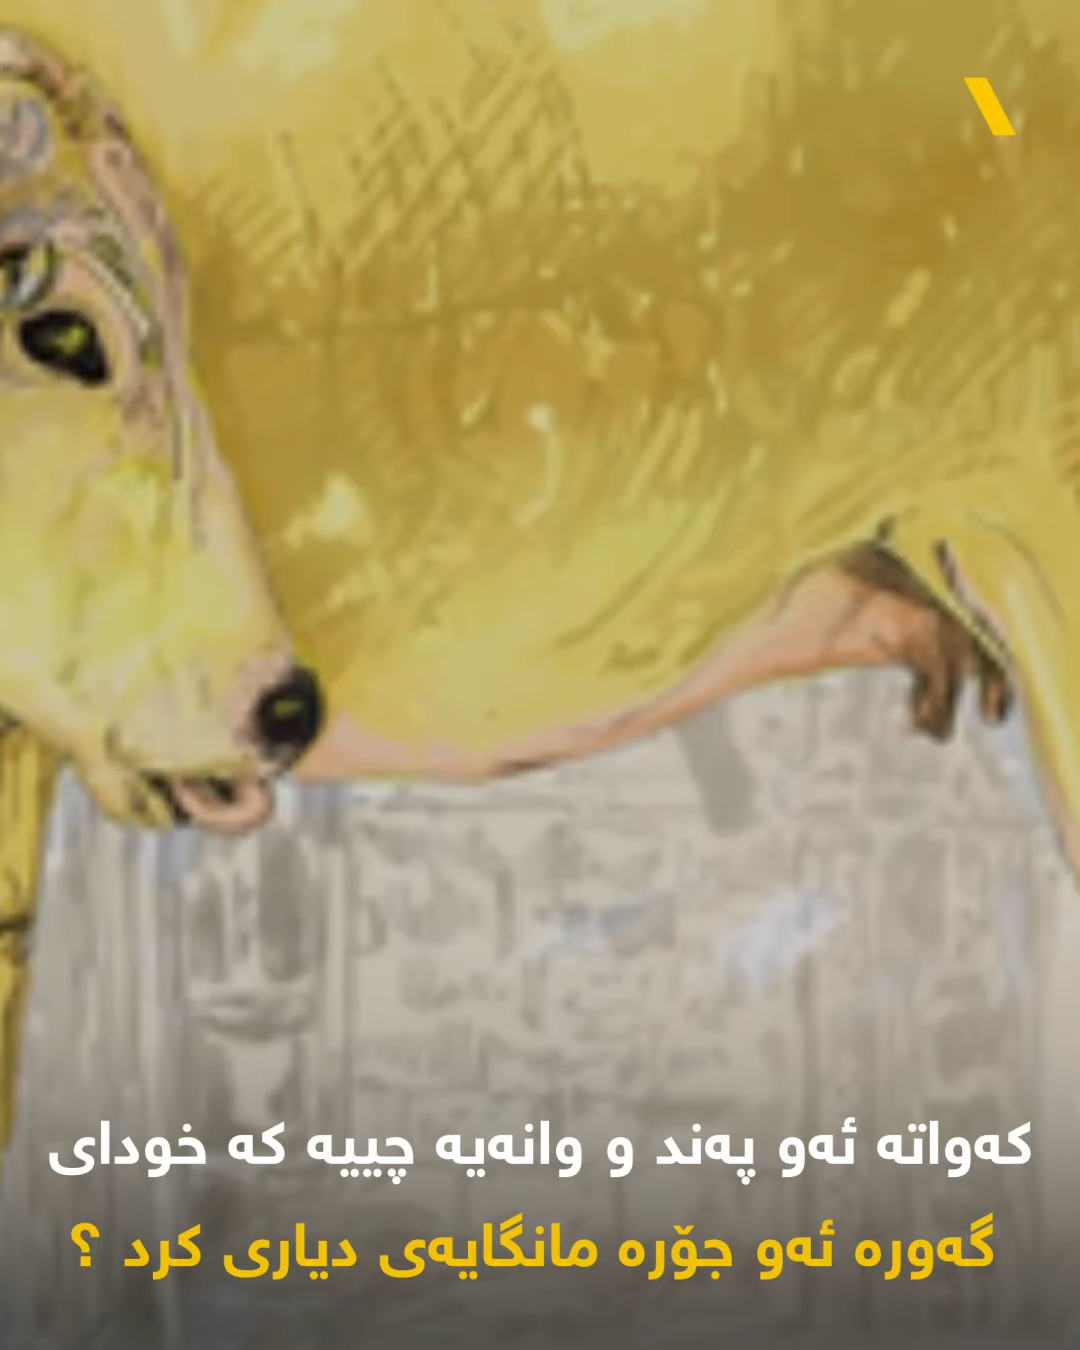 کەواتە ئەو پەند و وانەیە چییە کە خودای
گەورە ئەو جۆرە مانگایەی دیاری کرد ؟